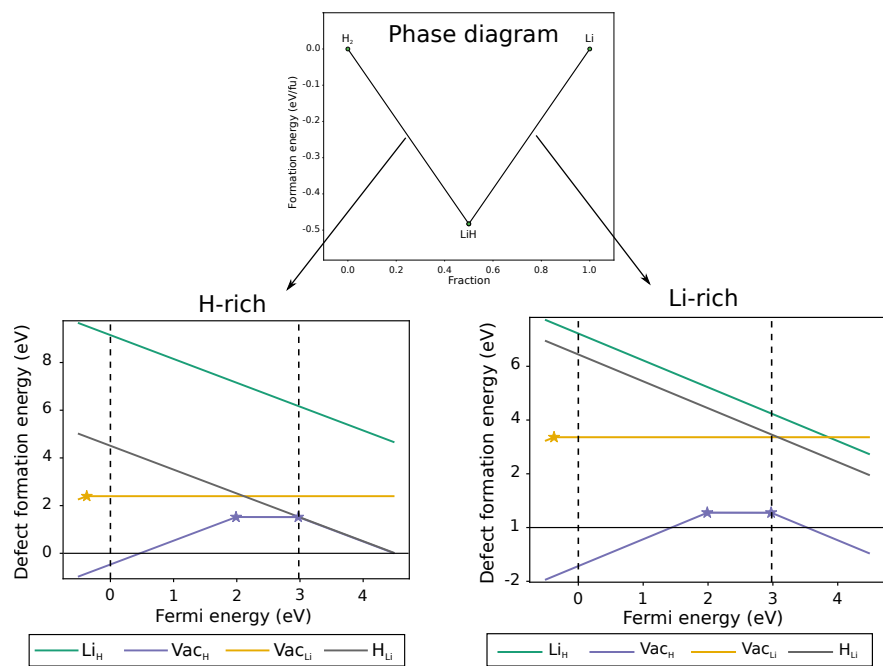 Phase diagram
H₂
Li
LiH
Formation energy (eV/fu)
0.0
-0.1
-0.2
-0.3
-0.4
-0.5
0.0 0.2 0.4 0.6 0.8 1.0
Fraction
H-rich
Defect formation energy (eV)
8
6
4
2
0
0 1 2 3 4
Fermi energy (eV)
Li_H Vac_H Vac_Li H_Li
Li-rich
Defect formation energy (eV)
6
4
2
1
-2
0 1 2 3 4
Fermi energy (eV)
Li_H Vac_H Vac_Li H_Li